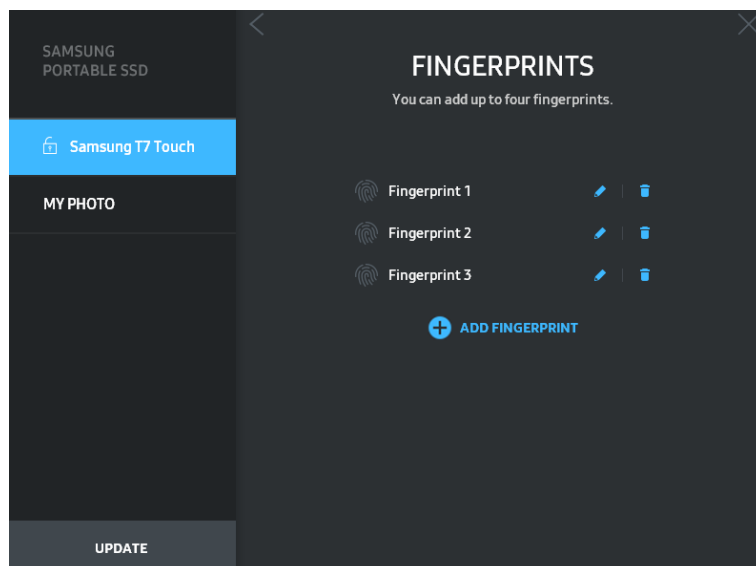 SAMSUNG
PORTABLE SSD
Samsung T7 Touch
MY PHOTO
UPDATE
FINGERPRINTS
You can add up to four fingerprints.
Fingerprint 1
Fingerprint 2
Fingerprint 3
ADD FINGERPRINT